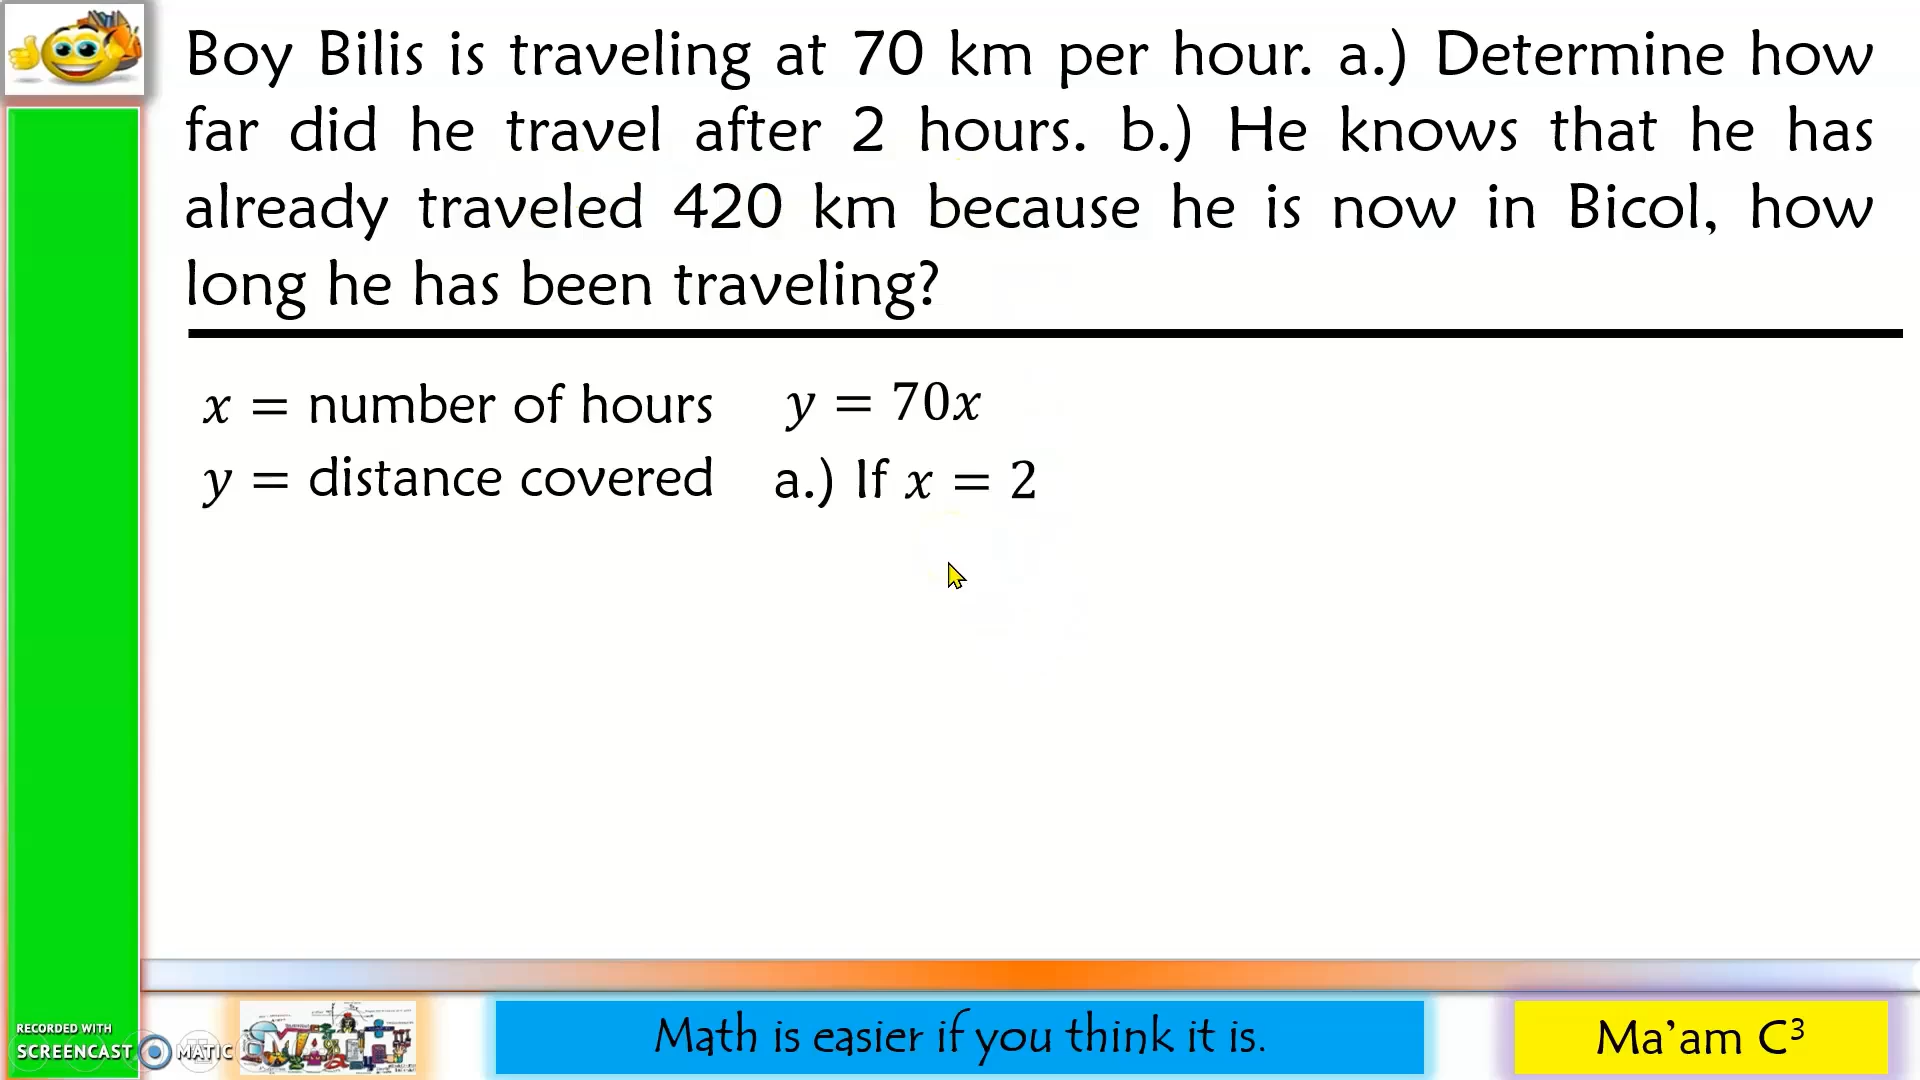 Boy Bilis is traveling at 70 km per hour. a.) Determine how
far did he travel after 2 hours. b.) He knows that he has
already traveled 420 km because he is now in Bicol, how
long he has been traveling?
x = number of hours
y = distance covered
y = 70x
a.) If x = 2
RECORDED WITH
SCREENCAST MATIC
MATH
Math is easier if you think it is.
Ma'am C³